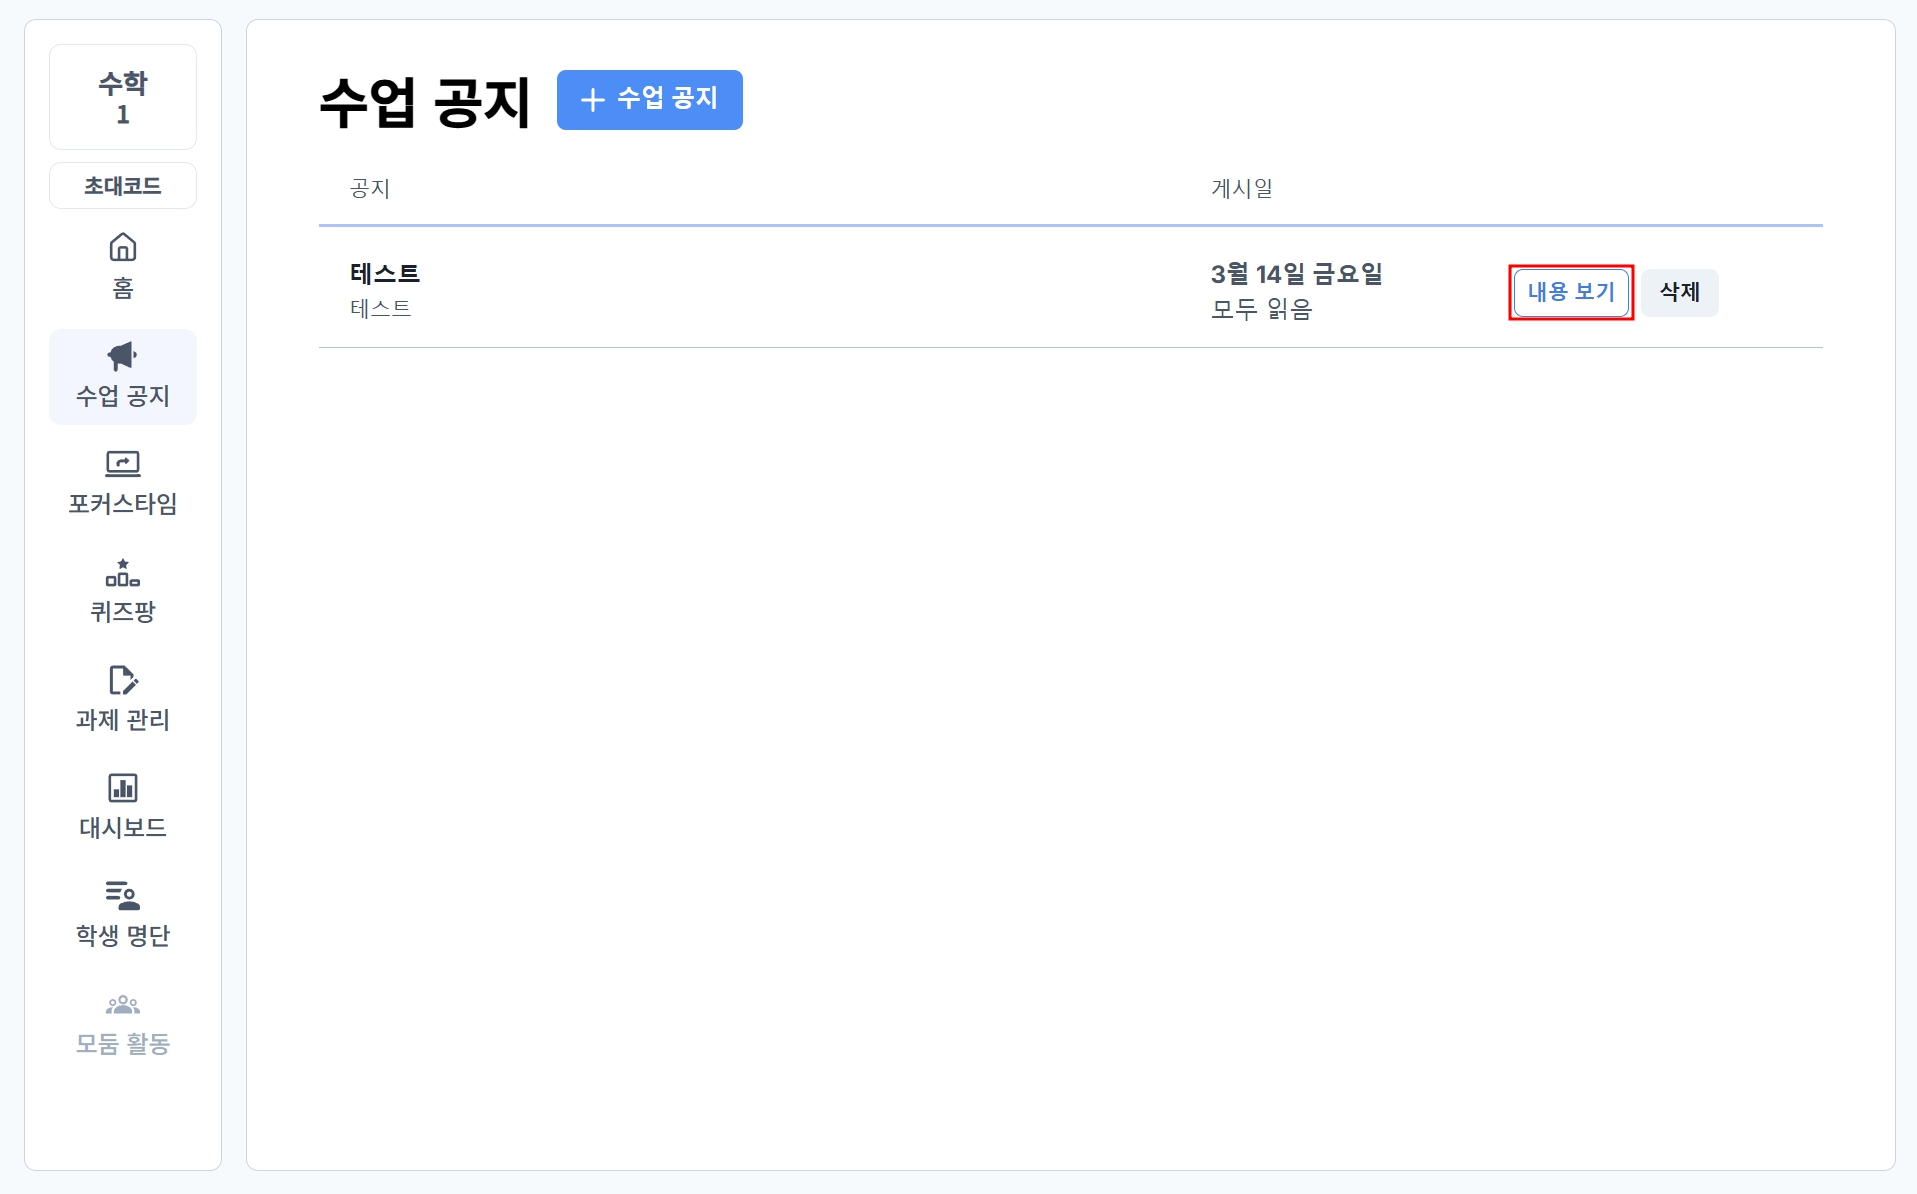 수학
1
초대코드
홈
수업 공지
포커스타임
퀴즈팡
과제 관리
대시보드
학생 명단
모둠 활동
수업 공지
+ 수업 공지
공지 게시일
테스트 3월 14일 금요일
테스트 모두 읽음
내용 보기 삭제